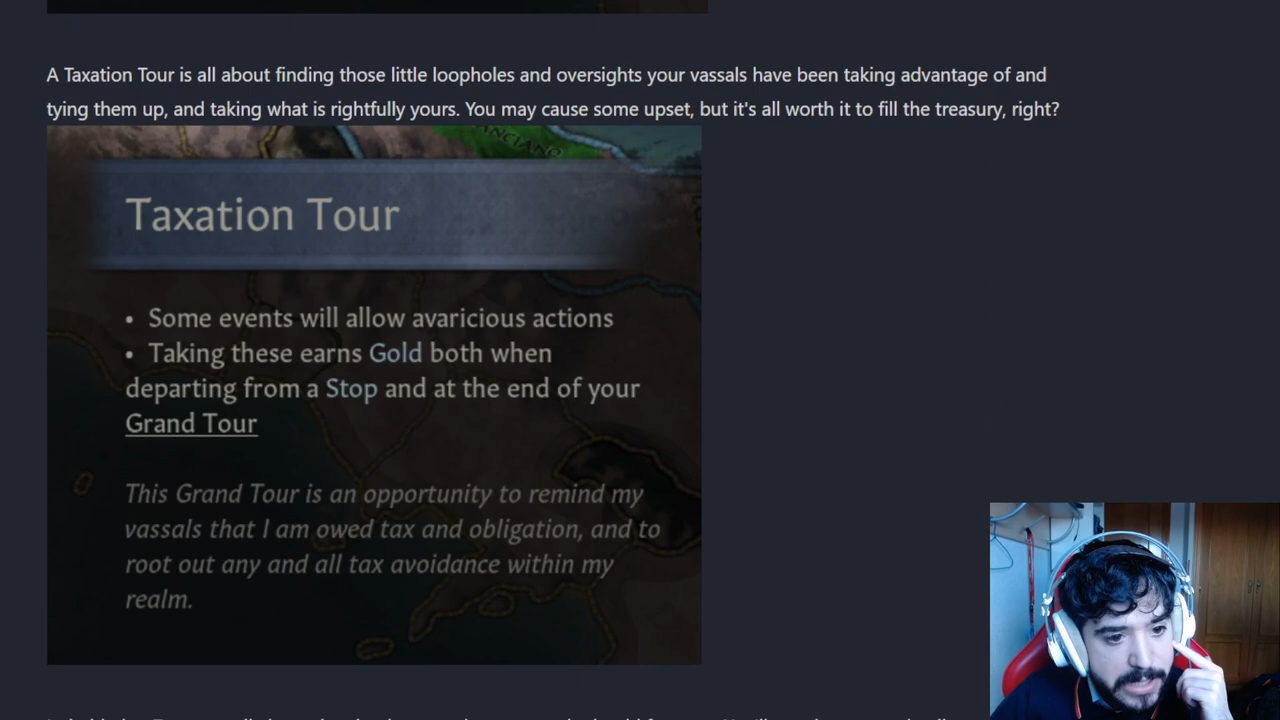 A Taxation Tour is all about finding those little loopholes and oversights your vassals have been taking advantage of and
tying them up, and taking what is rightfully yours. You may cause some upset, but it's all worth it to fill the treasury, right?
ANCIANO
Taxation Tour
• Some events will allow avaricious actions
• Taking these earns Gold both when
departing from a Stop and at the end of your
Grand Tour
This Grand Tour is an opportunity to remind my
vassals that I am owed tax and obligation, and to
root out any and all tax avoidance within my
realm.